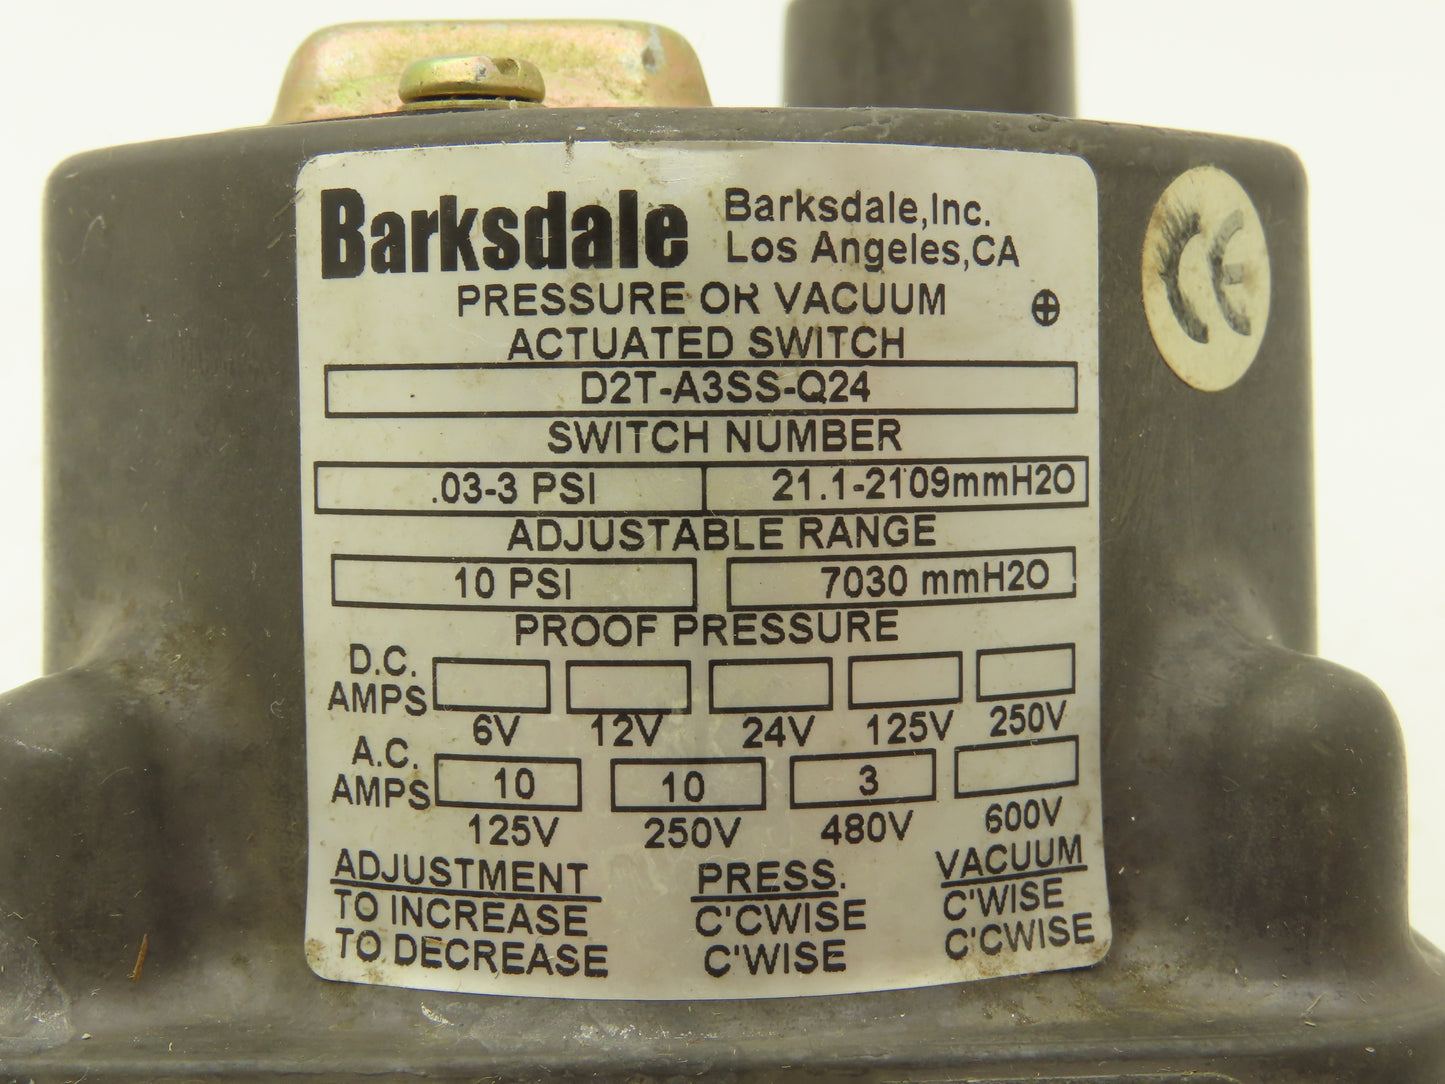 Barksdale
Barksdale,Inc.
Los Angeles,CA
PRESSURE OR VACUUM
ACTUATED SWITCH
D2T-A3SS-Q24
SWITCH NUMBER
.03-3 PSI 21.1-2109mmH2O
ADJUSTABLE RANGE
10 PSI 7030 mmH2O
PROOF PRESSURE
D.C.
AMPS
6V 12V 24V 125V 250V
A.C.
AMPS 10 10 3
125V 250V 480V 600V
ADJUSTMENT PRESS. VACUUM
TO INCREASE C'CWISE C'WISE
TO DECREASE C'WISE C'CWISE
CE